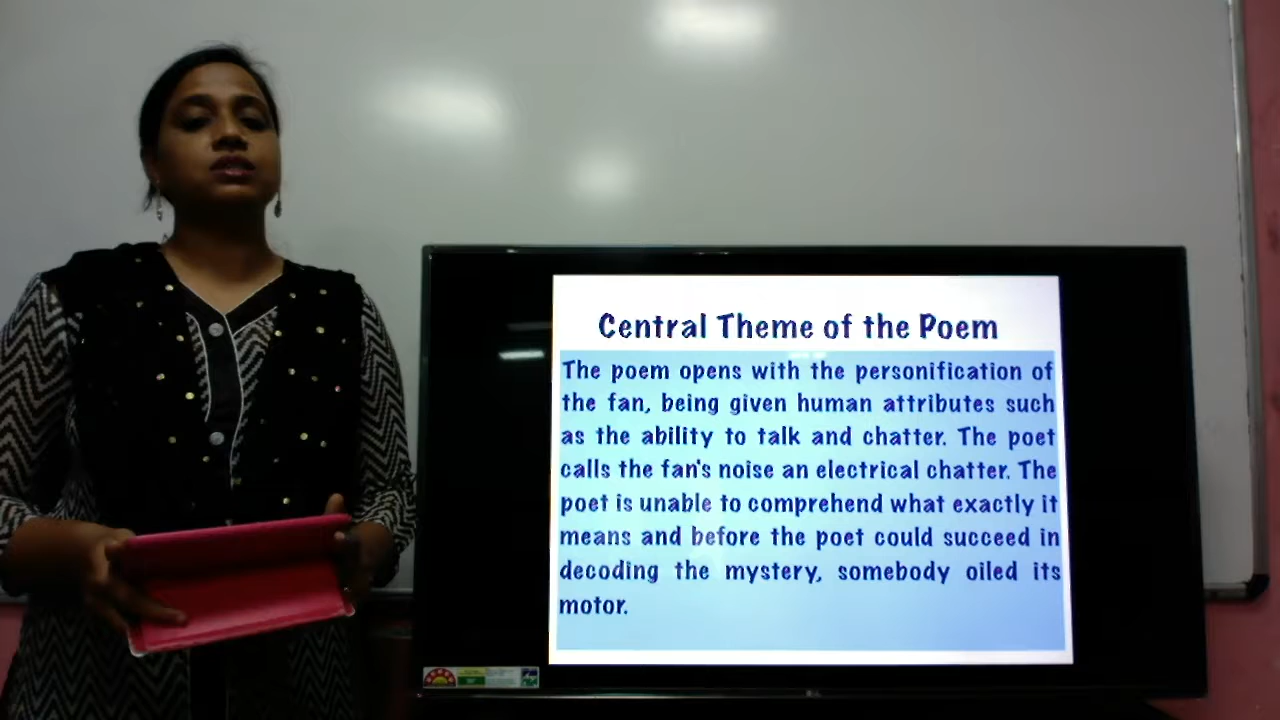 Central Theme of the Poem
The poem opens with the personification of
the fan, being given human attributes such
as the ability to talk and chatter. The poet
calls the fan's noise an electrical chatter. The
poet is unable to comprehend what exactly it
means and before the poet could succeed in
decoding the mystery, somebody oiled its
motor.